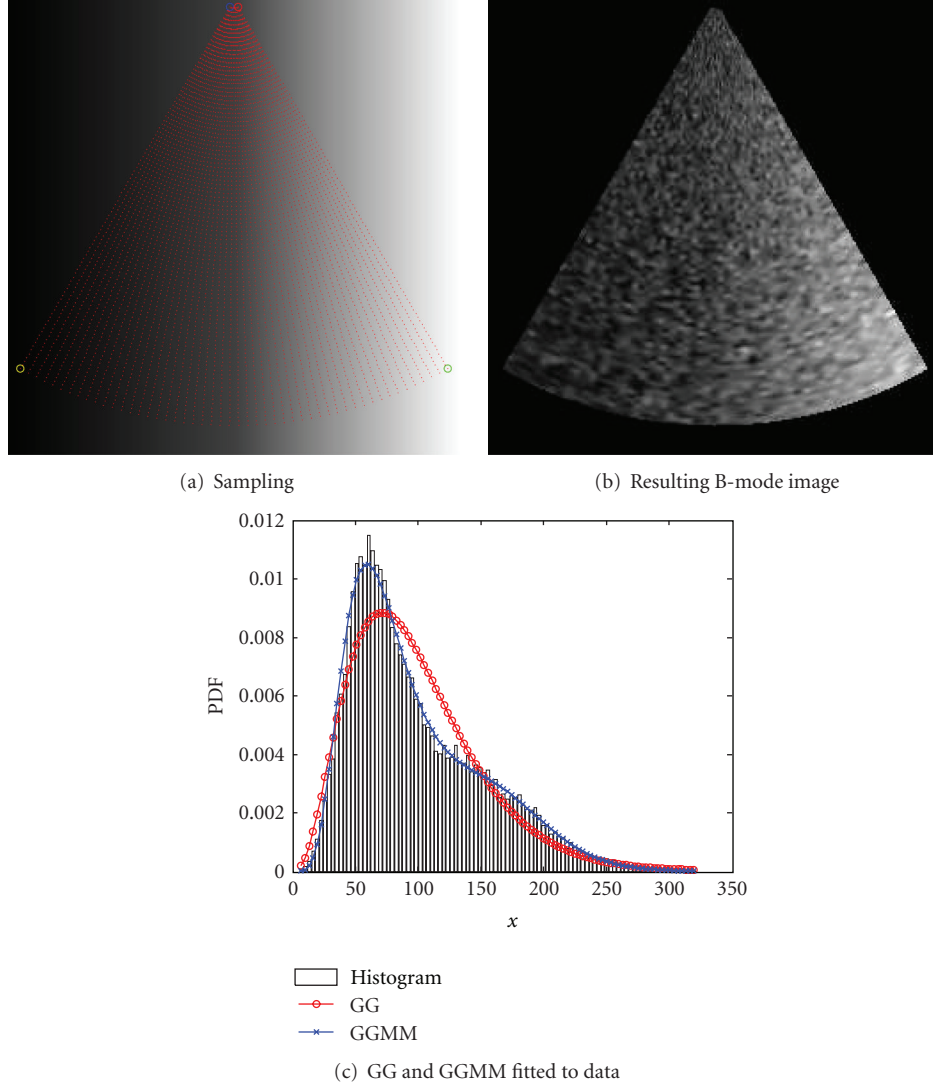 (a) Sampling
(b) Resulting B-mode image
0.012
0.01
0.008
0.006
0.004
0.002
0
PDF
0 50 100 150 200 250 300 350
x
Histogram
GG
GGMM
(c) GG and GGMM fitted to data